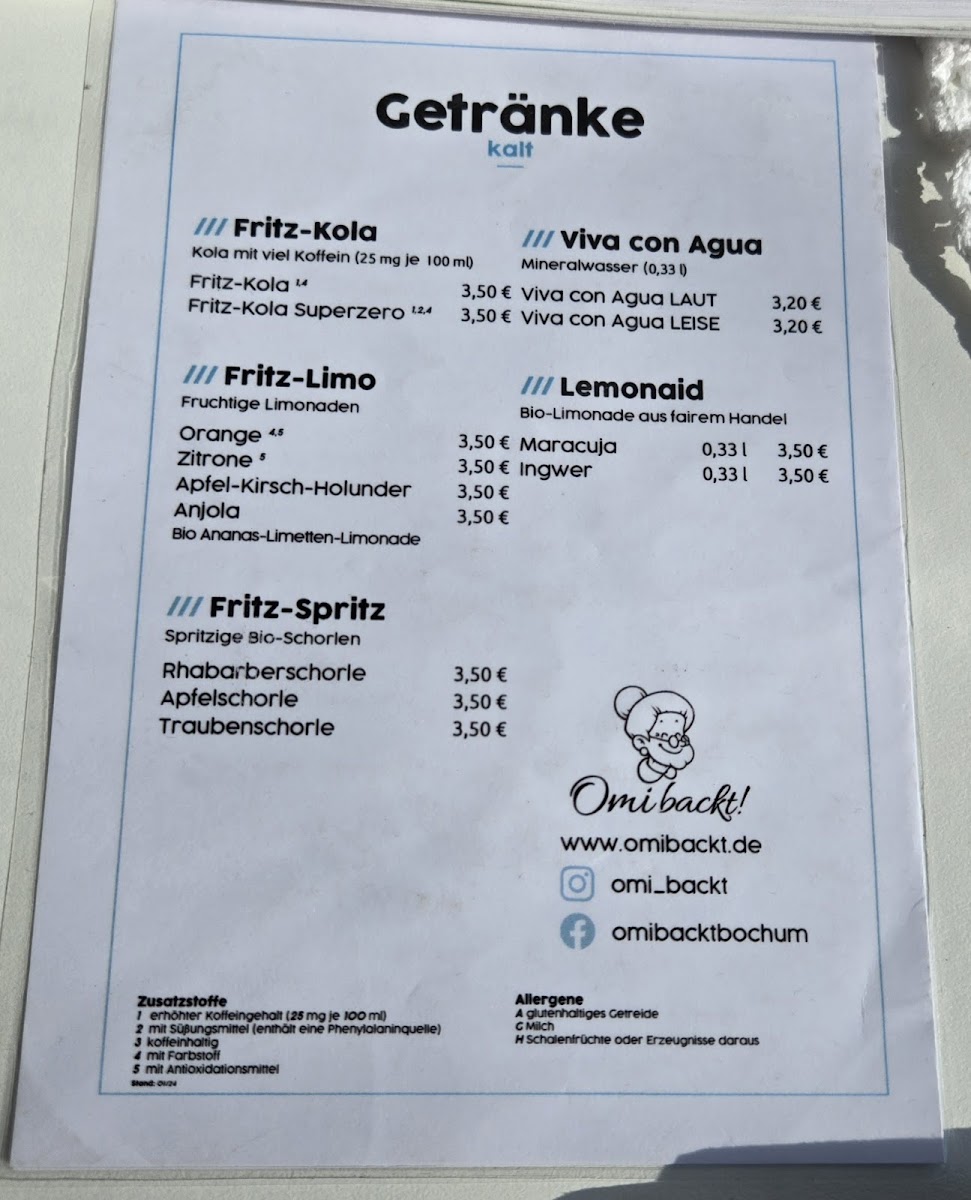 Getränke
kalt
/// Fritz-Kola
Kola mit viel Koffein (25 mg je 100 ml)
Fritz-Kola 1,4 3,50 €
Fritz-Kola Superzero 1,2,4 3,50 €
/// Fritz-Limo
Fruchtige Limonaden
Orange 4,5 3,50 €
Zitrone 5 3,50 €
Apfel-Kirsch-Holunder 3,50 €
Anjola 3,50 €
Bio Ananas-Limetten-Limonade
/// Fritz-Spritz
Spritzige Bio-Schorlen
Rhabarberschorle 3,50 €
Apfelschorle 3,50 €
Traubenschorle 3,50 €
/// Viva con Agua
Mineralwasser (0,33 l)
Viva con Agua LAUT 3,20 €
Viva con Agua LEISE 3,20 €
/// Lemonaid
Bio-Limonade aus fairem Handel
Maracuja 0,33 l 3,50 €
Ingwer 0,33 l 3,50 €
Omi backt!
www.omibackt.de
omi_backt
omibacktbochum
Zusatzstoffe
1 erhöhter Koffeingehalt (25 mg je 100 ml)
2 mit Süßungsmittel (enthält eine Phenylalaninquelle)
3 koffeinhaltig
4 mit Farbstoff
5 mit Antioxidationsmittel
Stand:
Allergene
A glutenhaltiges Getreide
G Milch
H Schalenfrüchte oder Erzeugnisse daraus